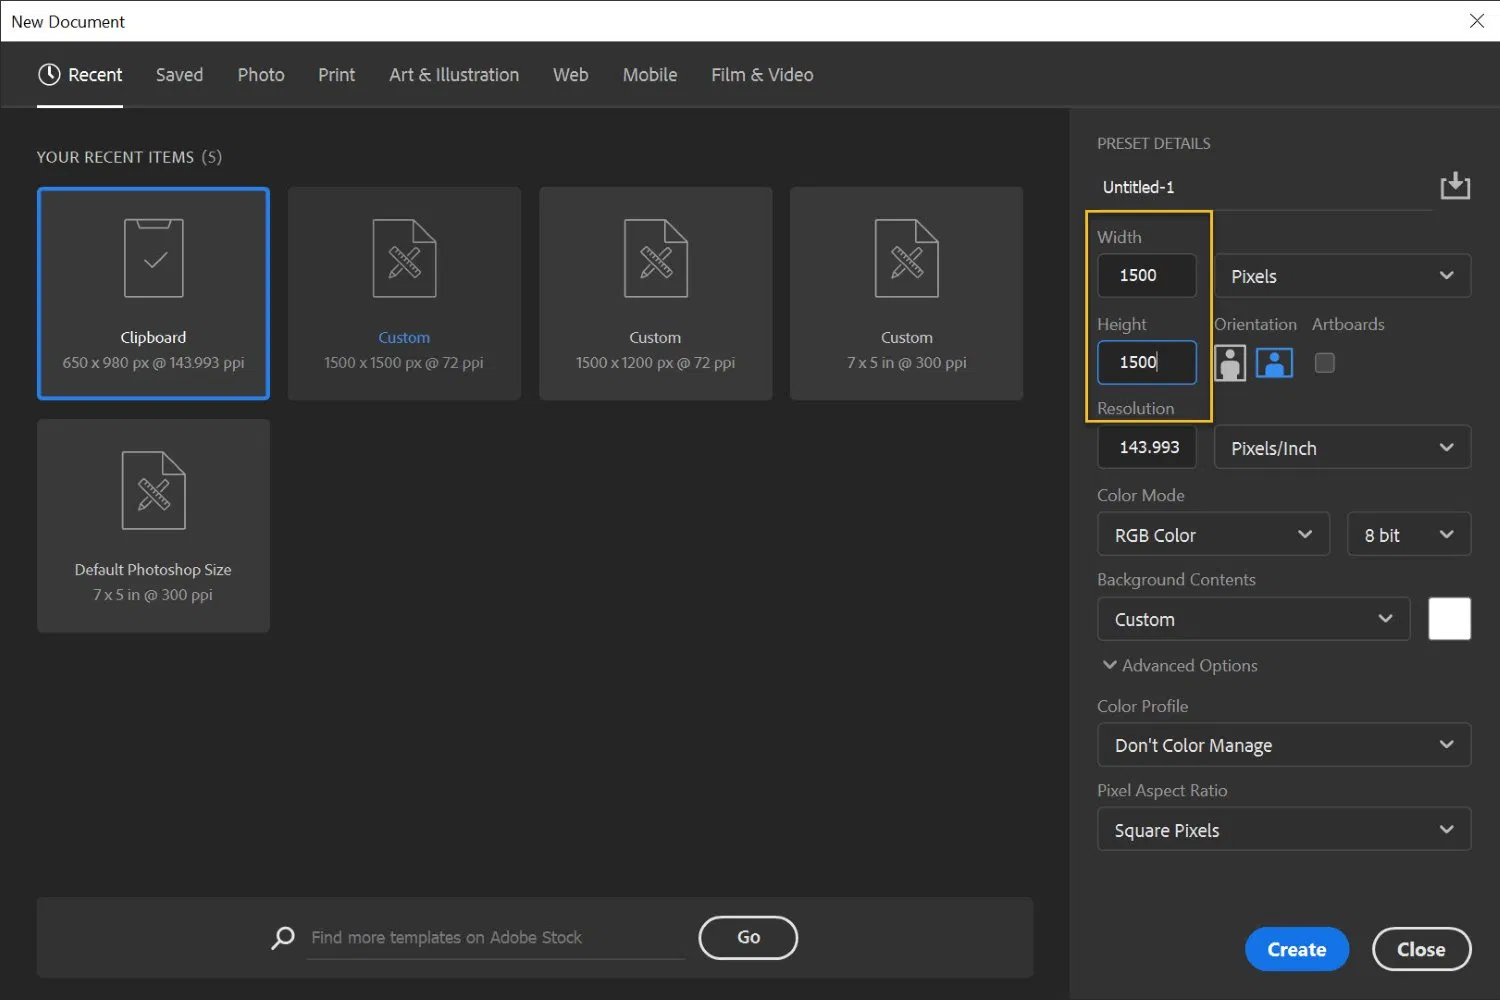 New Document
Recent Saved Photo Print Art & Illustration Web Mobile Film & Video
YOUR RECENT ITEMS (5)
Clipboard
650 x 980 px @ 143.993 ppi
Custom
1500 x 1500 px @ 72 ppi
Custom
1500 x 1200 px @ 72 ppi
Custom
7 x 5 in @ 300 ppi
Default Photoshop Size
7 x 5 in @ 300 ppi
Find more templates on Adobe Stock
Go
PRESET DETAILS
Untitled-1
Width
1500 Pixels
Height Orientation Artboards
1500
Resolution
143.993 Pixels/Inch
Color Mode
RGB Color 8 bit
Background Contents
Custom
Advanced Options
Color Profile
Don't Color Manage
Pixel Aspect Ratio
Square Pixels
Create Close